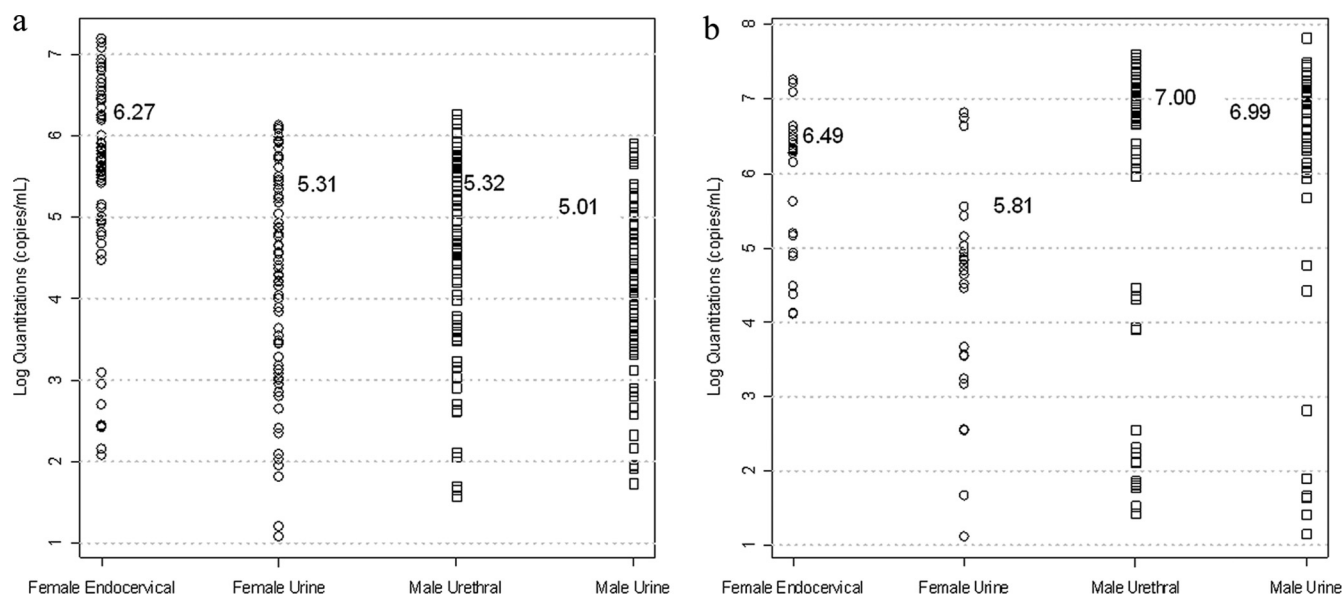 a
Log Quantitations (copies/mL)
7
6
5
4
3
2
1
6.27
5.31
5.32
5.01
Female Endocervical
Female Urine
Male Urethral
Male Urine
b
Log Quantitations (copies/mL)
8
7
6
5
4
3
2
1
6.49
5.81
7.00
6.99
Female Endocervical
Female Urine
Male Urethral
Male Urine